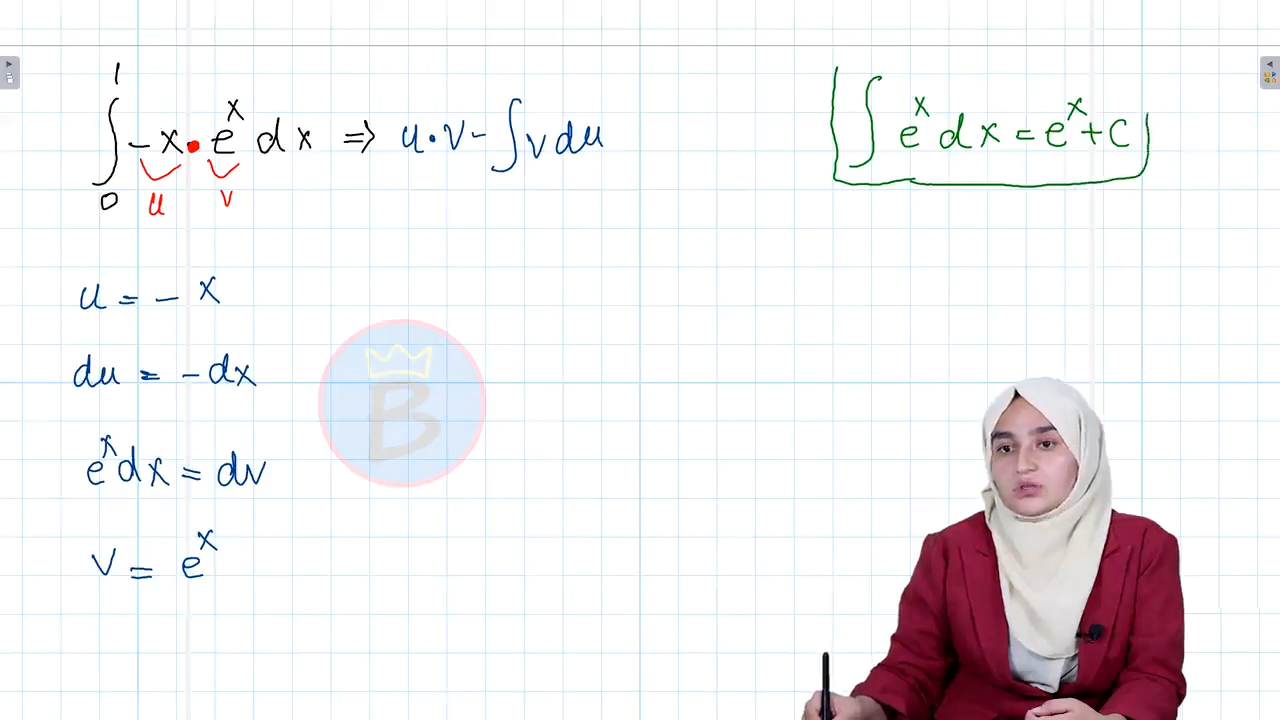 ∫₀¹ -x • eˣ dx ⇒ u•v - ∫ v du
u v
∫ eˣ dx = eˣ + C
u = - x
du = - dx
eˣ dx = dv
v = eˣ
B